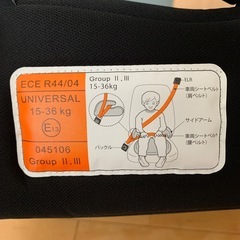 ECE R44/04
UNIVERSAL
15-36 kg
E13
045106
Group II, III
Group II, III
15-36kg
ELR
車両シートベルト
(肩ベルト)
サイドアーム
車両シートベルト
(腰ベルト)
バックル